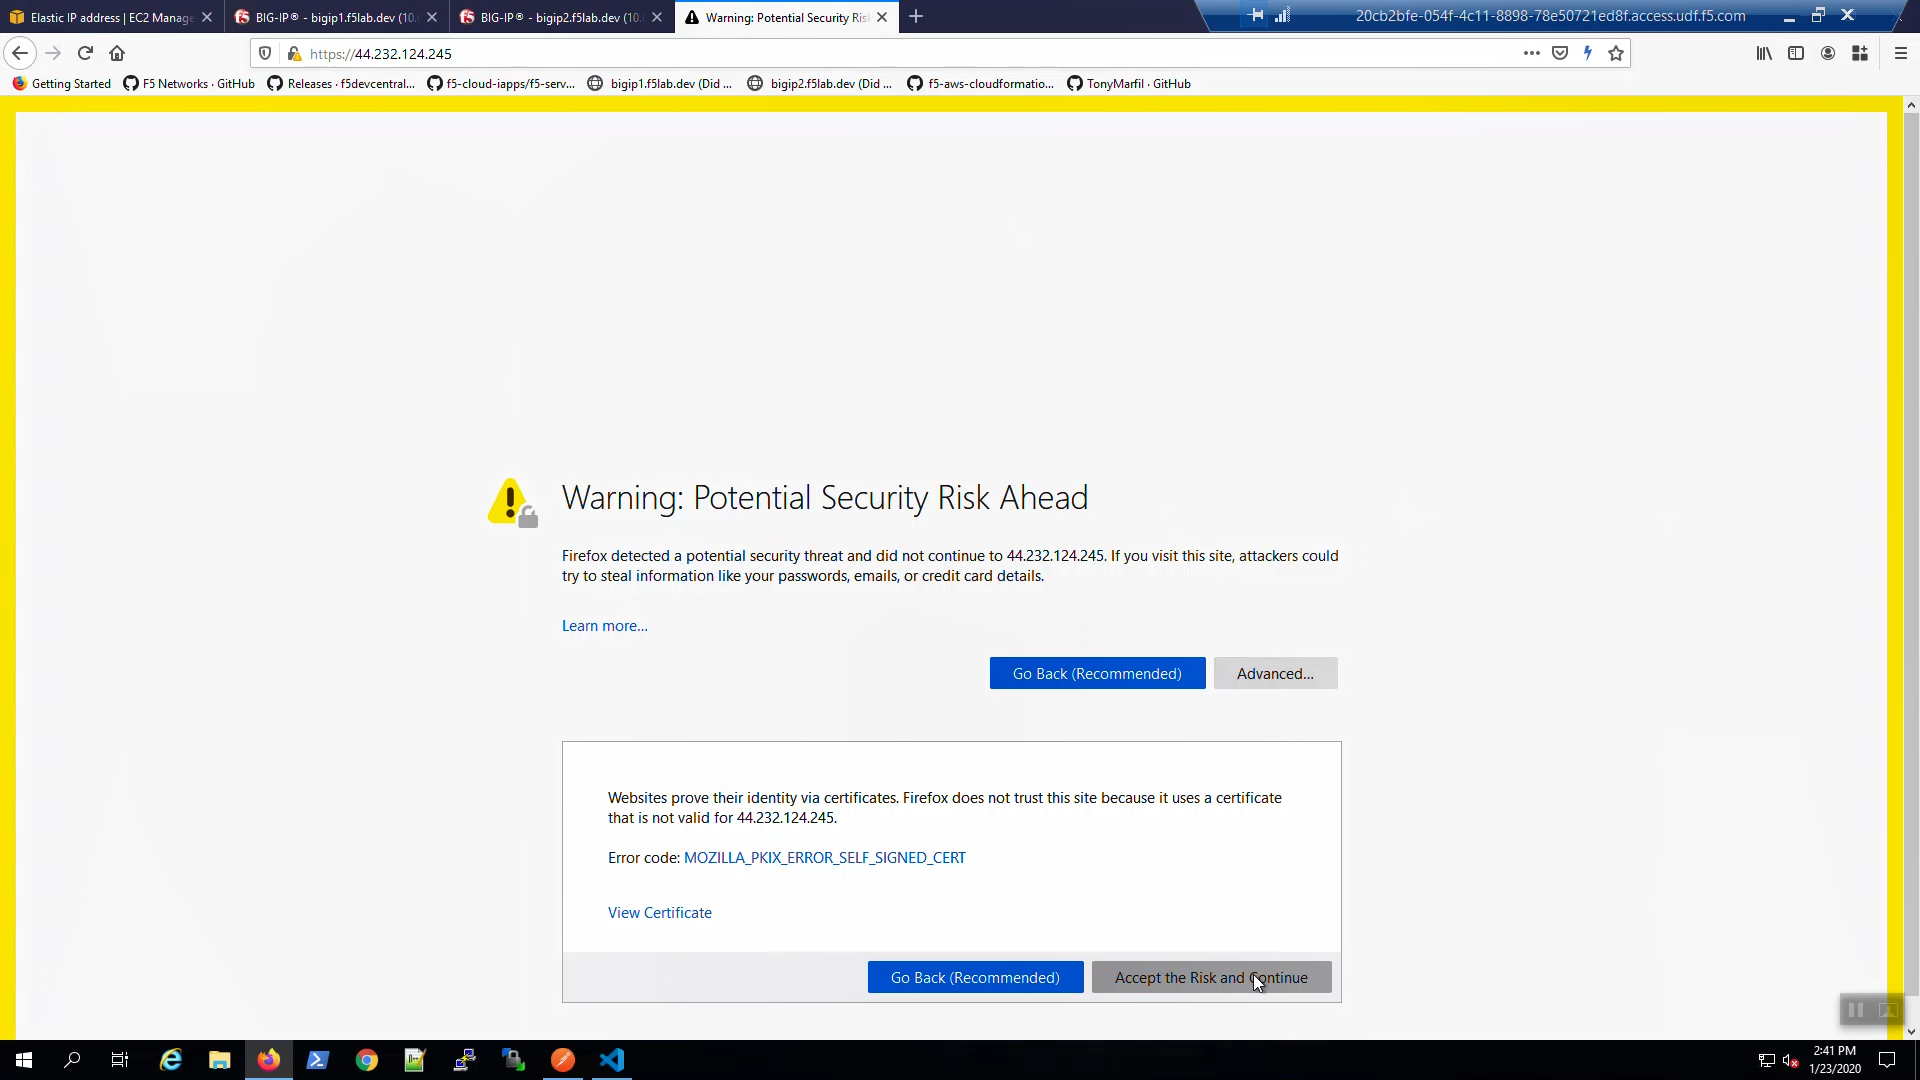 Elastic IP address | EC2 Manage
BIG-IP® - bigip1.f5lab.dev (10.
BIG-IP® - bigip2.f5lab.dev (10.
Warning: Potential Security Ris
20cb2bfe-054f-4c11-8898-78e50721ed8f.access.udf.f5.com
https://44.232.124.245
Getting Started
F5 Networks · GitHub
Releases · f5devcentral...
f5-cloud-iapps/f5-serv...
bigip1.f5lab.dev (Did ...
bigip2.f5lab.dev (Did ...
f5-aws-cloudformatio...
TonyMarfil · GitHub
Warning: Potential Security Risk Ahead
Firefox detected a potential security threat and did not continue to 44.232.124.245. If you visit this site, attackers could
try to steal information like your passwords, emails, or credit card details.
Learn more...
Go Back (Recommended)
Advanced...
Websites prove their identity via certificates. Firefox does not trust this site because it uses a certificate
that is not valid for 44.232.124.245.
Error code: MOZILLA_PKIX_ERROR_SELF_SIGNED_CERT
View Certificate
Go Back (Recommended)
Accept the Risk and Continue
2:41 PM
1/23/2020